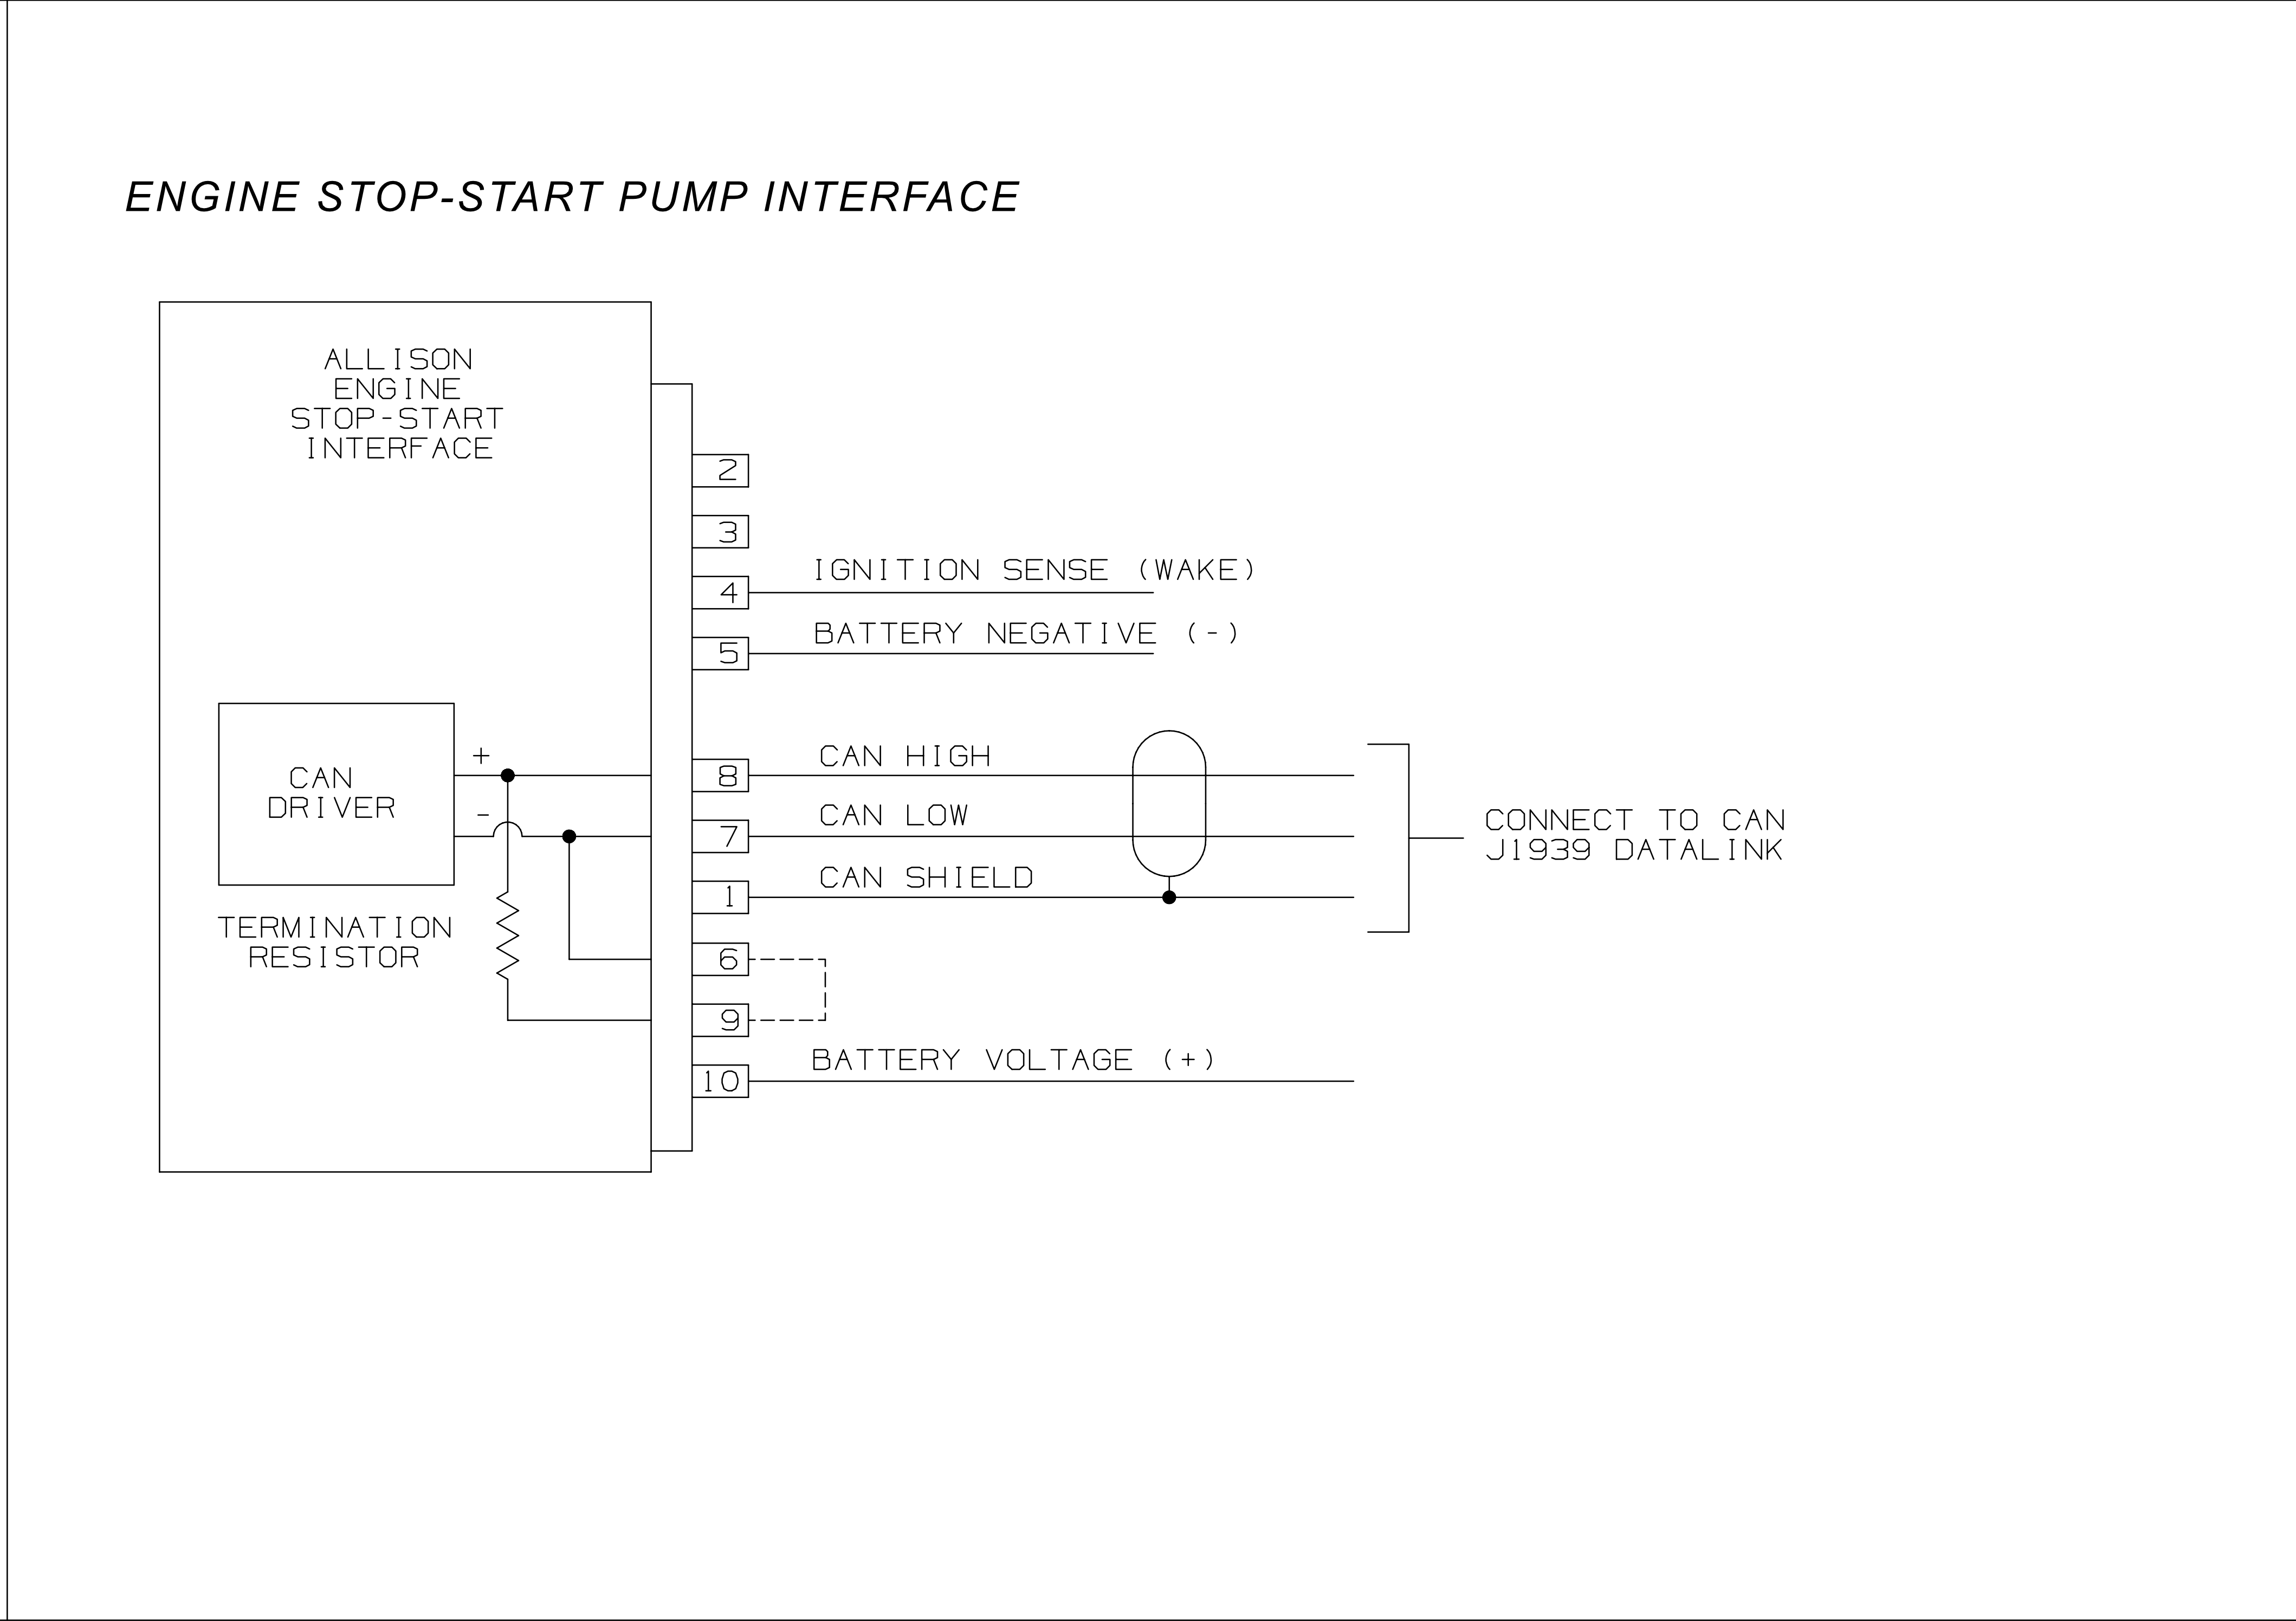 ENGINE STOP-START PUMP INTERFACE
ALLISON
ENGINE
STOP-START
INTERFACE
2
3
4
IGNITION SENSE (WAKE)
5
BATTERY NEGATIVE (-)
CAN
DRIVER
+
-
8
CAN HIGH
7
CAN LOW
1
CAN SHIELD
CONNECT TO CAN
J1939 DATALINK
TERMINATION
RESISTOR
6
9
10
BATTERY VOLTAGE (+)